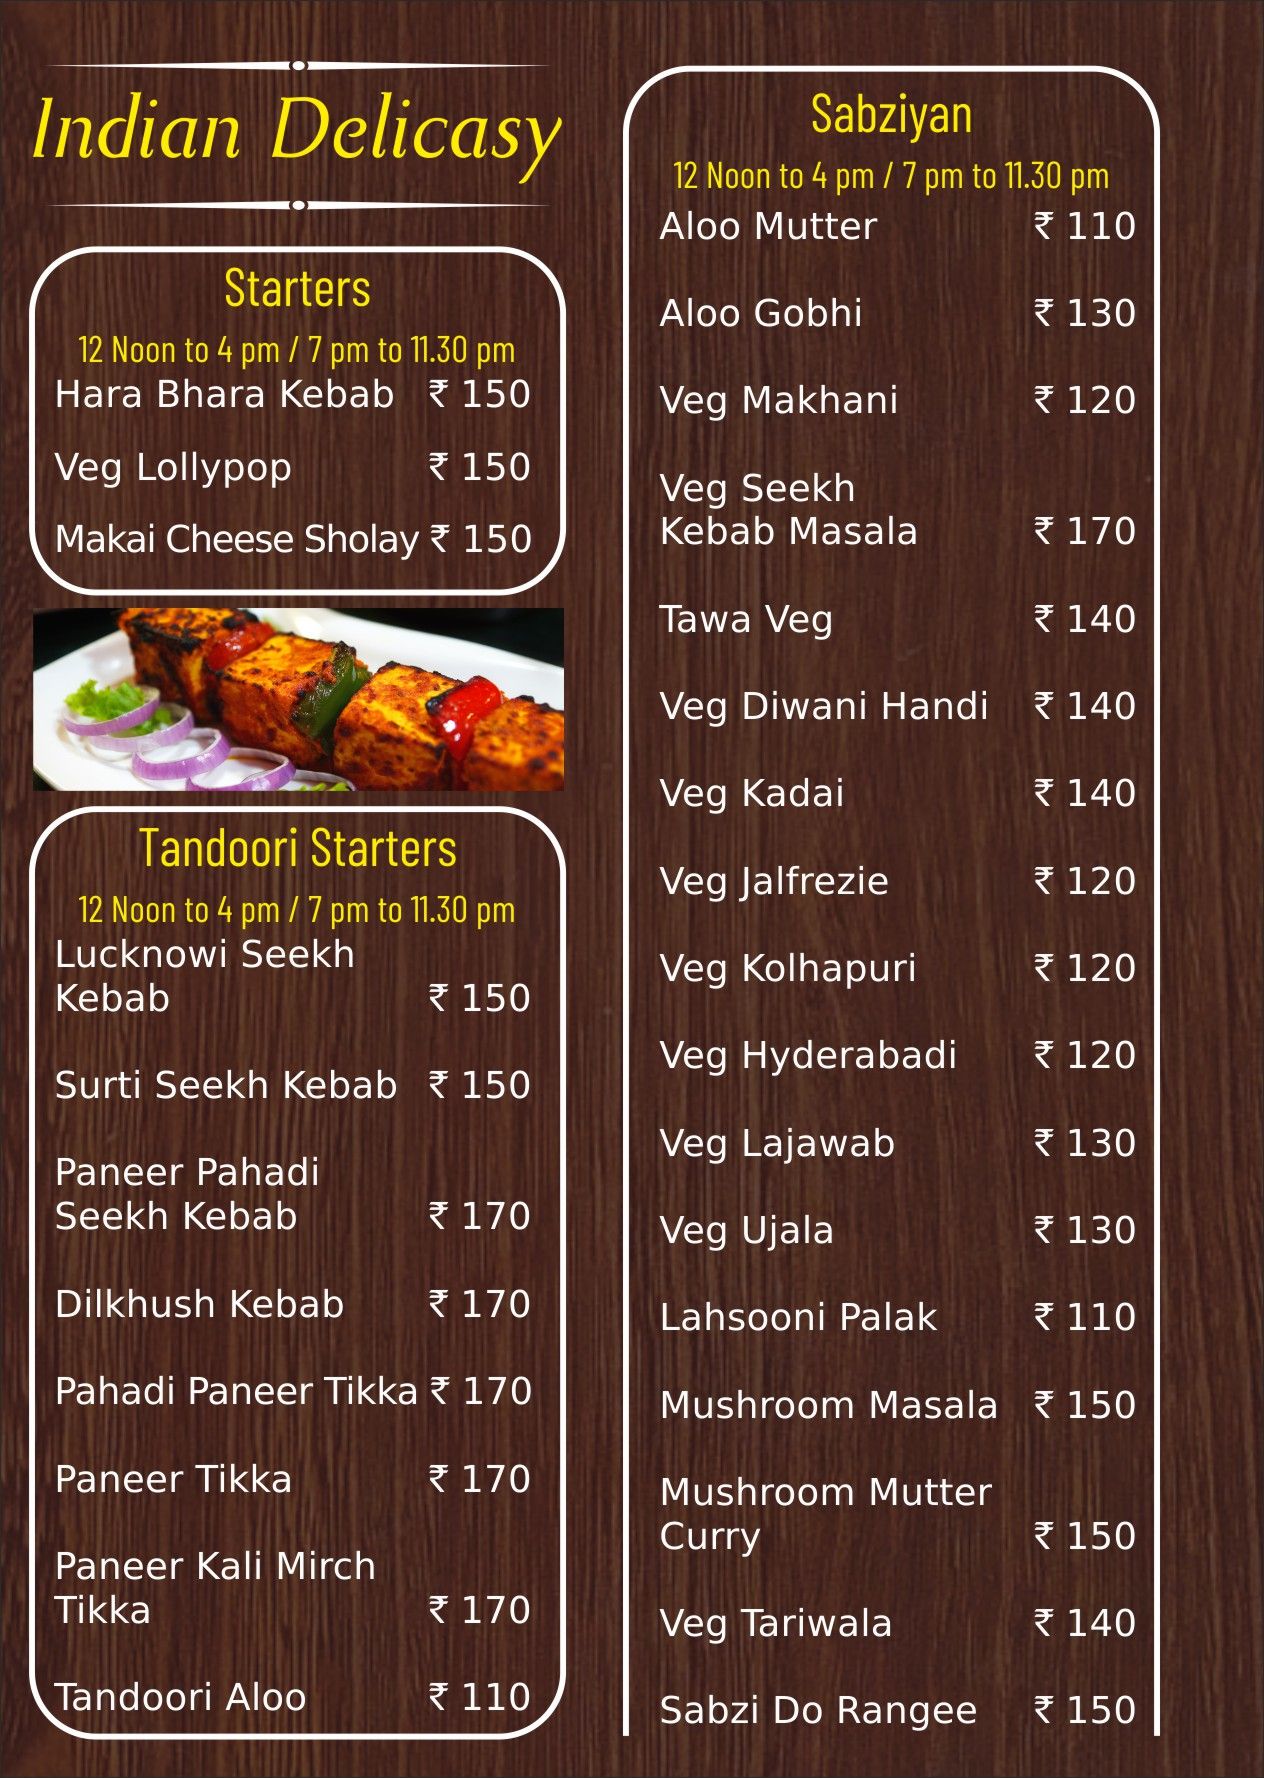 Indian Delicasy
Starters
12 Noon to 4 pm / 7 pm to 11.30 pm
Hara Bhara Kebab ₹ 150
Veg Lollypop ₹ 150
Makai Cheese Sholay ₹ 150
Tandoori Starters
12 Noon to 4 pm / 7 pm to 11.30 pm
Lucknowi Seekh
Kebab ₹ 150
Surti Seekh Kebab ₹ 150
Paneer Pahadi
Seekh Kebab ₹ 170
Dilkhush Kebab ₹ 170
Pahadi Paneer Tikka ₹ 170
Paneer Tikka ₹ 170
Paneer Kali Mirch
Tikka ₹ 170
Tandoori Aloo ₹ 110
Sabziyan
12 Noon to 4 pm / 7 pm to 11.30 pm
Aloo Mutter ₹ 110
Aloo Gobhi ₹ 130
Veg Makhani ₹ 120
Veg Seekh
Kebab Masala ₹ 170
Tawa Veg ₹ 140
Veg Diwani Handi ₹ 140
Veg Kadai ₹ 140
Veg Jalfrezie ₹ 120
Veg Kolhapuri ₹ 120
Veg Hyderabadi ₹ 120
Veg Lajawab ₹ 130
Veg Ujala ₹ 130
Lahsooni Palak ₹ 110
Mushroom Masala ₹ 150
Mushroom Mutter
Curry ₹ 150
Veg Tariwala ₹ 140
Sabzi Do Rangee ₹ 150